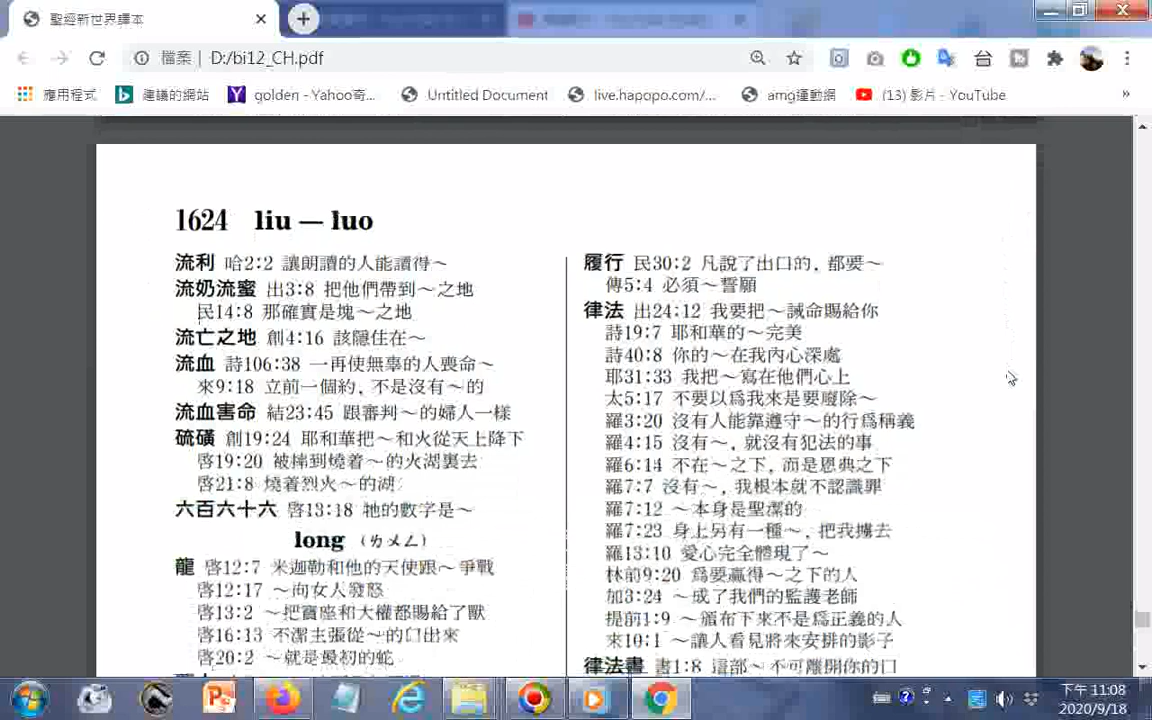 聖經新世界譯本
檔案 | D:/bi12_CH.pdf
應用程式 建議的網站 golden - Yahoo奇... Untitled Document live.hapopo.com/... amg運動網 (13) 影片 - YouTube »
1624 liu — luo
流利 哈2:2 讓朗讀的人能讀得～
流奶流蜜 出3:8 把他們帶到～之地
民14:8 那確實是塊～之地
流亡之地 創4:16 該隱住在～
流血 詩106:38 一再使無辜的人喪命～
來9:18 立前一個約，不是沒有～的
流血害命 結23:45 跟審判～的婦人一樣
硫磺 創19:24 耶和華把～和火從天上降下
啓19:20 被摔到燒着～的火湖裏去
啓21:8 燒着烈火～的湖
六百六十六 啓13:18 牠的數字是～
long (ㄌㄨㄥ)
龍 啓12:7 米迦勒和他的天使跟～爭戰
啓12:17 ～向女人發怒
啓13:2 ～把寶座和大權都賜給了獸
啓16:13 不潔主張從～的口出來
啓20:2 ～就是最初的蛇
履行 民30:2 凡說了出口的，都要～
傳5:4 必須～誓願
律法 出24:12 我要把～誡命賜給你
詩19:7 耶和華的～完美
詩40:8 你的～在我內心深處
耶31:33 我把～寫在他們心上
太5:17 不要以爲我來是要廢除～
羅3:20 沒有人能靠遵守～的行爲稱義
羅4:15 沒有～，就沒有犯法的事
羅6:14 不在～之下，而是恩典之下
羅7:7 沒有～，我根本就不認識罪
羅7:12 ～本身是聖潔的
羅7:23 身上另有一種～，把我擄去
羅13:10 愛心完全體現了～
林前9:20 爲要贏得～之下的人
加3:24 ～成了我們的監護老師
提前1:9 ～頒布下來不是爲正義的人
來10:1 ～讓人看見將來安排的影子
律法書 書1:8 這部～不可離開你的口
下午 11:08
2020/9/18